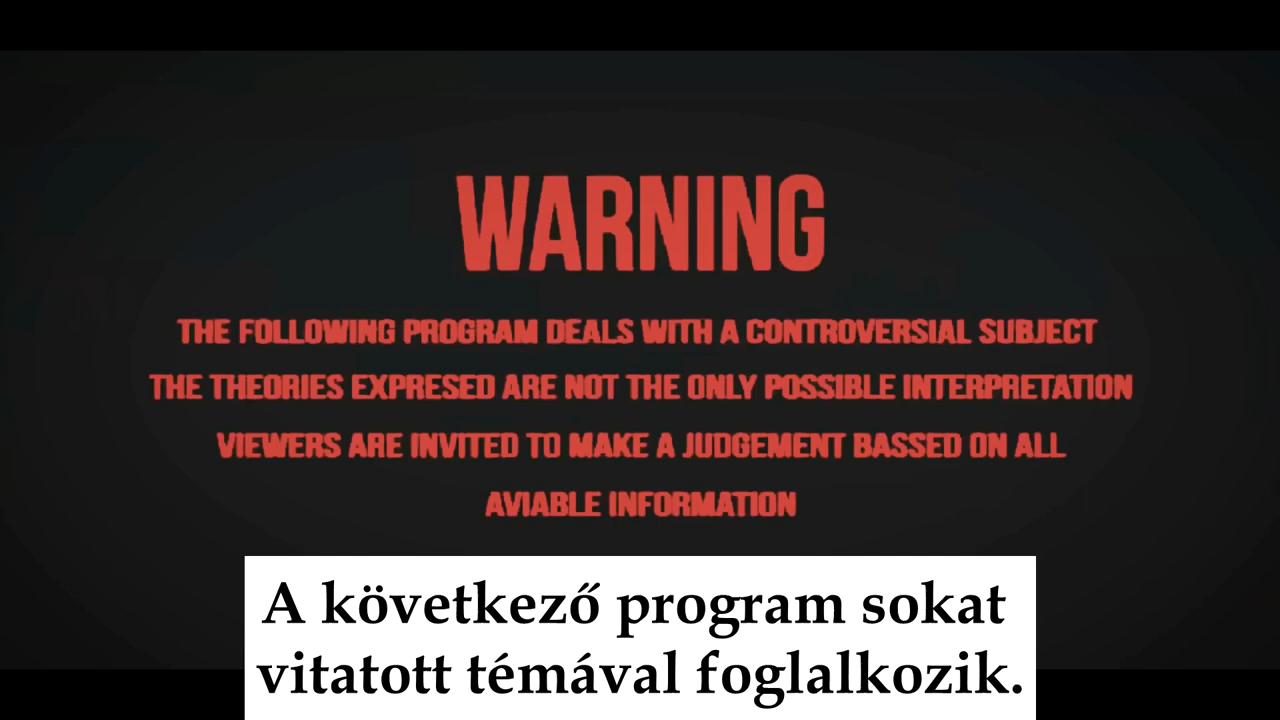 WARNING
THE FOLLOWING PROGRAM DEALS WITH A CONTROVERSIAL SUBJECT
THE THEORIES EXPRESED ARE NOT THE ONLY POSSIBLE INTERPRETATION
VIEWERS ARE INVITED TO MAKE A JUDGEMENT BASSED ON ALL
AVIABLE INFORMATION
A következő program sokat
vitatott témával foglalkozik.